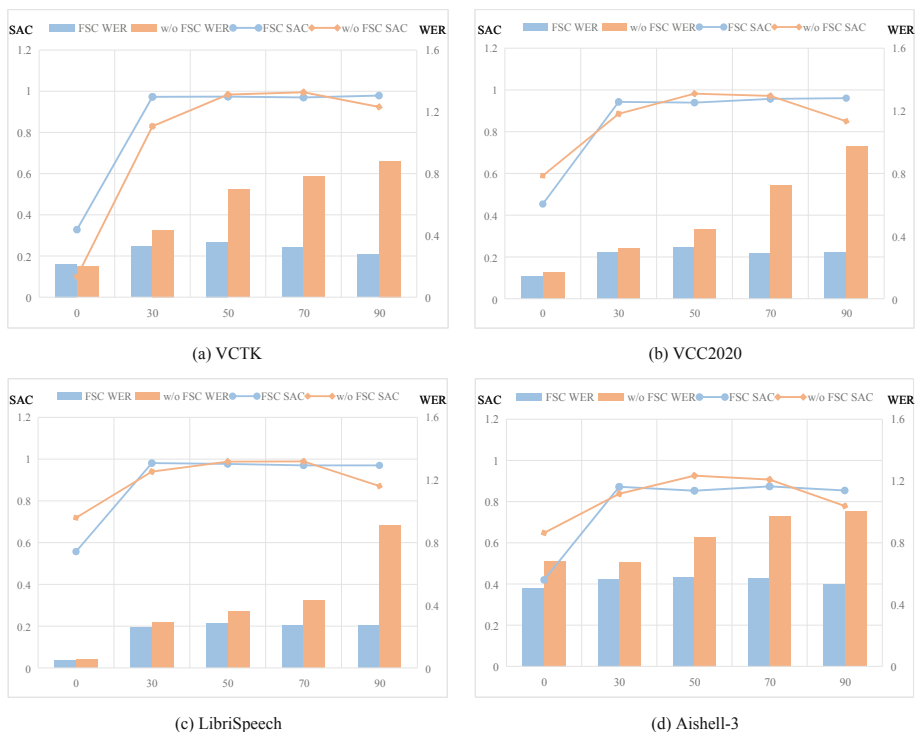 SAC FSC WER w/o FSC WER FSC SAC w/o FSC SAC WER
1.2 1.6
1 1.2
0.8
0.6 0.8
0.4
0.4
0.2
0 0
0 30 50 70 90
(a) VCTK
SAC FSC WER w/o FSC WER FSC SAC w/o FSC SAC WER
1.2 1.6
1
1.2
0.8
0.6 0.8
0.4
0.4
0.2
0 0
0 30 50 70 90
(b) VCC2020
SAC FSC WER w/o FSC WER FSC SAC w/o FSC SAC WER
1.2 1.6
1
1.2
0.8
0.6 0.8
0.4
0.4
0.2
0 0
0 30 50 70 90
(c) LibriSpeech
SAC FSC WER w/o FSC WER FSC SAC w/o FSC SAC WER
1.2 1.6
1
1.2
0.8
0.6 0.8
0.4
0.4
0.2
0 0
0 30 50 70 90
(d) Aishell-3